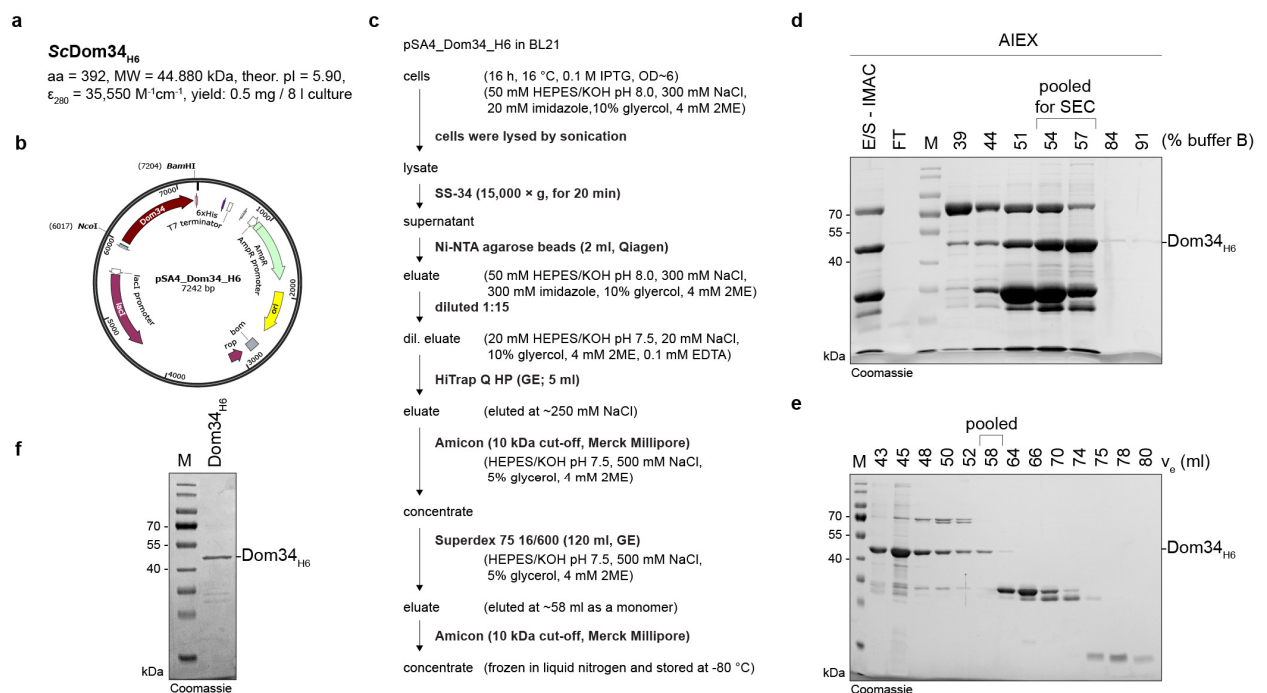 a
ScDom34H6
aa = 392, MW = 44.880 kDa, theor. pI = 5.90,
ε280 = 35,550 M-1cm-1, yield: 0.5 mg / 8 l culture
b
(7204) BamHI
(6017) NcoI
7000
1000
2000
3000
4000
5000
6000
Dom34
6xHis
T7 terminator
AmpR promoter
AmpR
ori
bom
rop
lacI
lacI promoter
pSA4_Dom34_H6
7242 bp
c
pSA4_Dom34_H6 in BL21
cells (16 h, 16 °C, 0.1 M IPTG, OD~6)
(50 mM HEPES/KOH pH 8.0, 300 mM NaCl,
20 mM imidazole,10% glyercol, 4 mM 2ME)
cells were lysed by sonication
lysate
SS-34 (15,000 × g, for 20 min)
supernatant
Ni-NTA agarose beads (2 ml, Qiagen)
eluate (50 mM HEPES/KOH pH 8.0, 300 mM NaCl,
300 mM imidazole, 10% glyercol, 4 mM 2ME)
diluted 1:15
dil. eluate (20 mM HEPES/KOH pH 7.5, 20 mM NaCl,
10% glyercol, 4 mM 2ME, 0.1 mM EDTA)
HiTrap Q HP (GE; 5 ml)
eluate (eluted at ~250 mM NaCl)
Amicon (10 kDa cut-off, Merck Millipore)
(HEPES/KOH pH 7.5, 500 mM NaCl,
5% glycerol, 4 mM 2ME)
concentrate
Superdex 75 16/600 (120 ml, GE)
(HEPES/KOH pH 7.5, 500 mM NaCl,
5% glycerol, 4 mM 2ME)
eluate (eluted at ~58 ml as a monomer)
Amicon (10 kDa cut-off, Merck Millipore)
concentrate (frozen in liquid nitrogen and stored at -80 °C)
d
AIEX
pooled
for SEC
E/S - IMAC FT M 39 44 51 54 57 84 91 (% buffer B)
70 -
55 -
-Dom34H6
40 -
kDa
Coomassie
e
pooled
M 43 45 48 50 52 58 64 66 70 74 75 78 80 ve (ml)
70 -
55 -
-Dom34H6
40 -
kDa
Coomassie
f
M Dom34H6
70 -
55 -
-Dom34H6
40 -
kDa
Coomassie